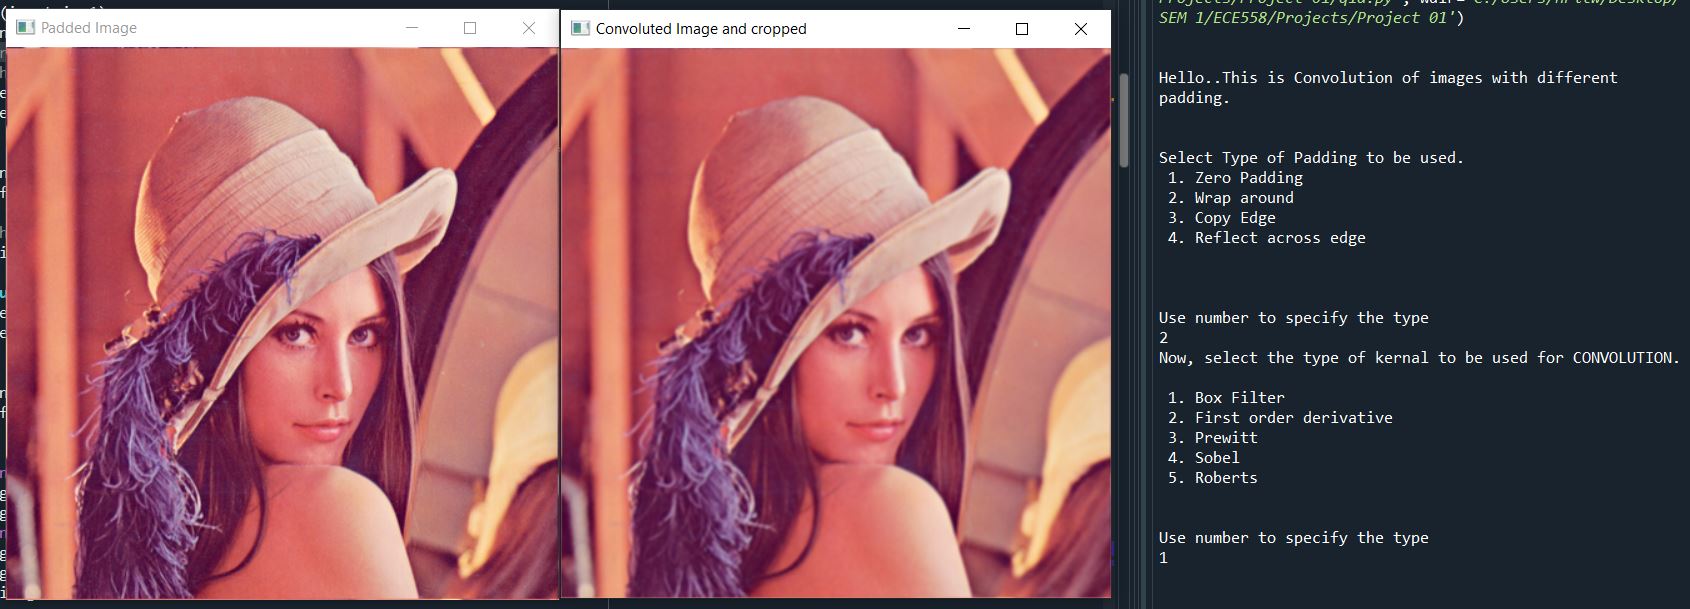 Padded Image
Convoluted Image and cropped
SEM 1/ECE558/Projects/Project 01')
Hello..This is Convolution of images with different
padding.
Select Type of Padding to be used.
1. Zero Padding
2. Wrap around
3. Copy Edge
4. Reflect across edge
Use number to specify the type
2
Now, select the type of kernal to be used for CONVOLUTION.
1. Box Filter
2. First order derivative
3. Prewitt
4. Sobel
5. Roberts
Use number to specify the type
1